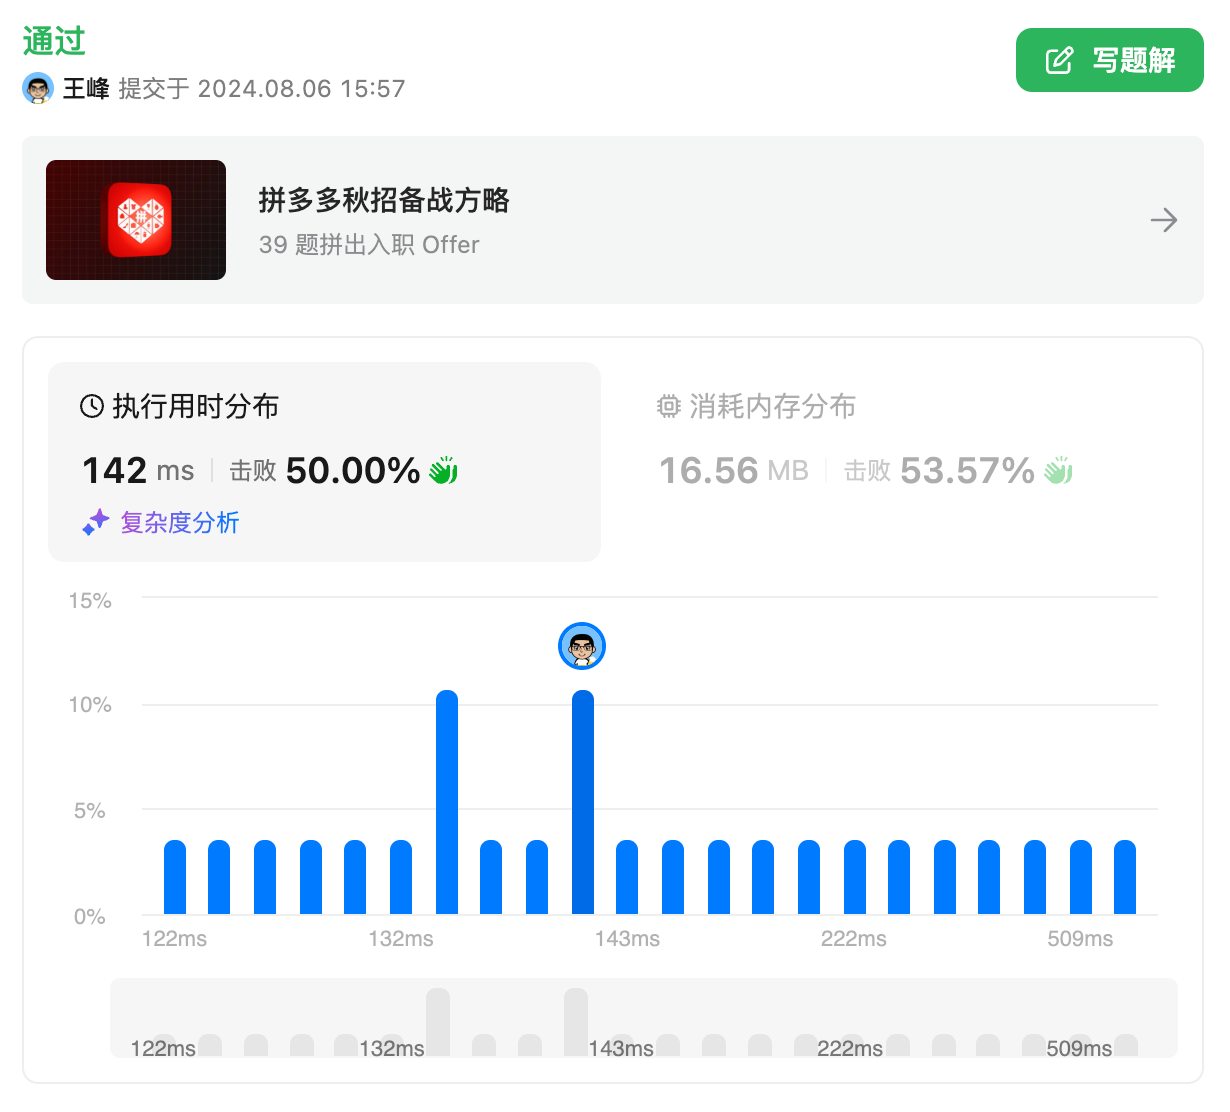 通过
王峰 提交于 2024.08.06 15:57
写题解
拼
拼多多秋招备战方略
39 题拼出入职 Offer
执行用时分布
142 ms 击败 50.00%
复杂度分析
消耗内存分布
16.56 MB 击败 53.57%
15%
10%
5%
0%
122ms 132ms 143ms 222ms 509ms
122ms 132ms 143ms 222ms 509ms